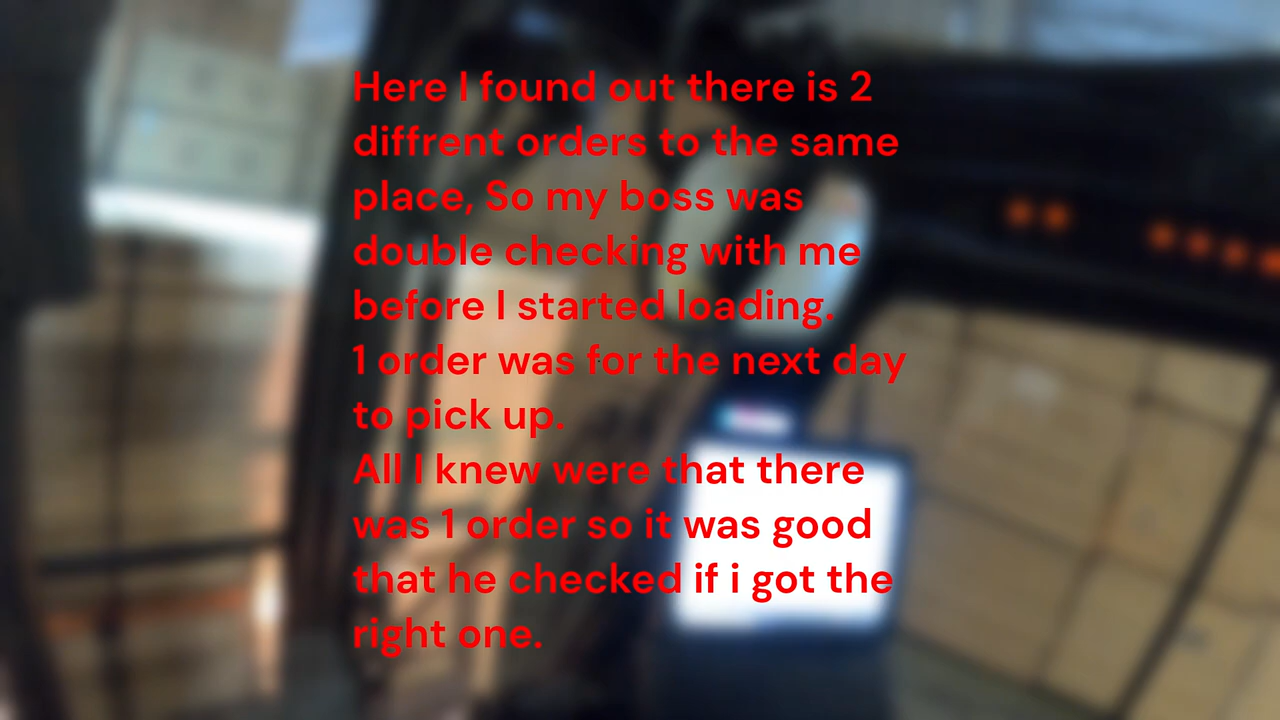 Here I found out there is 2
diffrent orders to the same
place, So my boss was
double checking with me
before I started loading.
1 order was for the next day
to pick up.
All I knew were that there
was 1 order so it was good
that he checked if i got the
right one.